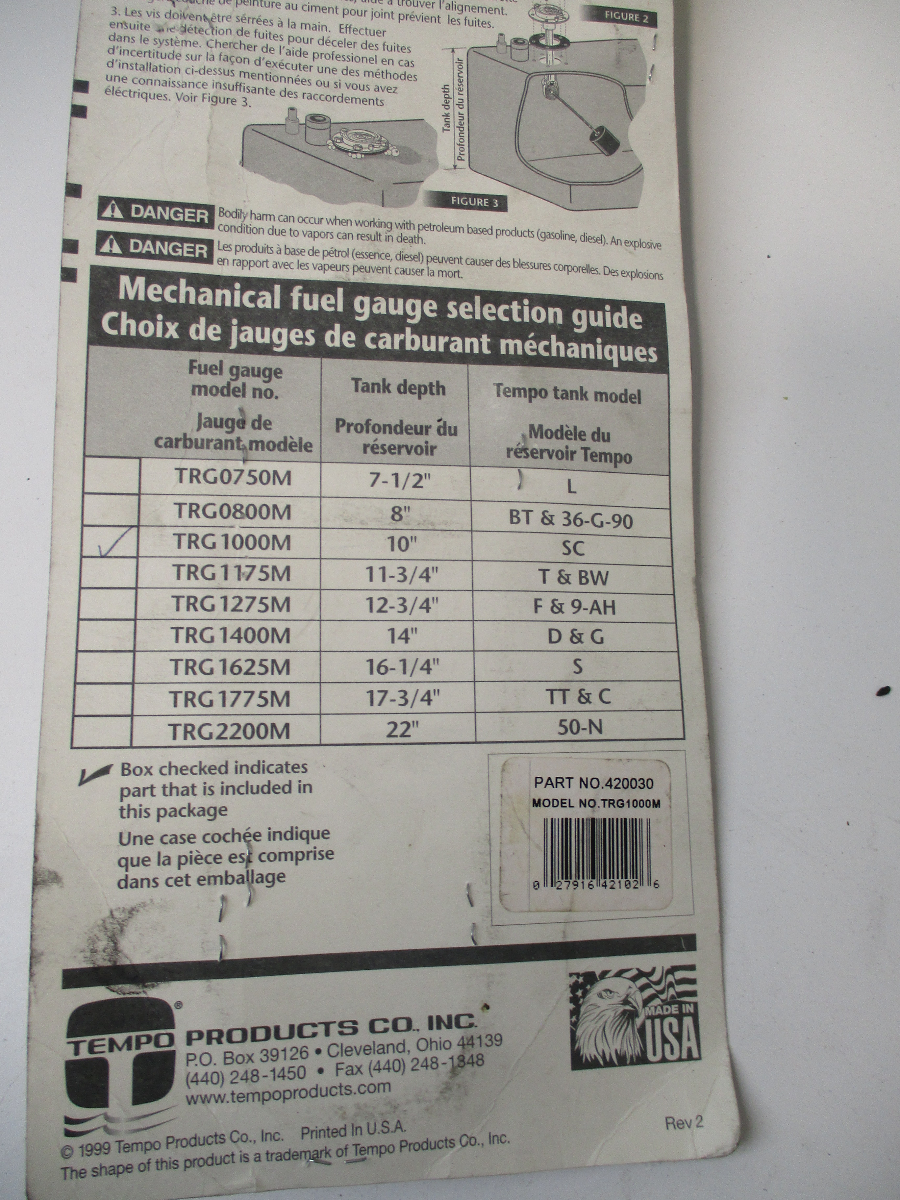 peinture au ciment pour joint prévient les fuites.
3. Les vis doivent être sérrées à la main. Effectuer
ensuite une détection de fuites pour déceler des fuites
dans le système. Chercher de l'aide professionel en cas
d'incertitude sur la façon d'exécuter une des méthodes
d'installation ci-dessus mentionnées ou si vous avez
une connaissance insuffisante des raccordements
électriques. Voir Figure 3.
FIGURE 2
Tank depth
Profondeur du réservoir
FIGURE 3
DANGER Bodily harm can occur when working with petroleum based products (gasoline, diesel). An explosive
condition due to vapors can result in death.
DANGER Les produits à base de pétrol (essence, diesel) peuvent causer des blessures corporelles. Des explosions
en rapport avec les vapeurs peuvent causer la mort.
Mechanical fuel gauge selection guide
Choix de jauges de carburant méchaniques
Fuel gauge model no. Tank depth Tempo tank model
Jauge de carburant modèle Profondeur du réservoir Modèle du réservoir Tempo
TRG0750M 7-1/2" L
TRG0800M 8" BT & 36-G-90
TRG1000M 10" SC
TRG1175M 11-3/4" T & BW
TRG1275M 12-3/4" F & 9-AH
TRG1400M 14" D & G
TRG1625M 16-1/4" S
TRG1775M 17-3/4" TT & C
TRG2200M 22" 50-N
Box checked indicates
part that is included in
this package
Une case cochée indique
que la pièce est comprise
dans cet emballage
PART NO.420030
MODEL NO.TRG1000M
0 27916 42102 6
TEMPO®
PRODUCTS CO., INC.
P.O. Box 39126 • Cleveland, Ohio 44139
(440) 248-1450 • Fax (440) 248-1348
www.tempoproducts.com
MADE IN
USA
© 1999 Tempo Products Co., Inc. Printed In U.S.A.
The shape of this product is a trademark of Tempo Products Co., Inc.
Rev 2